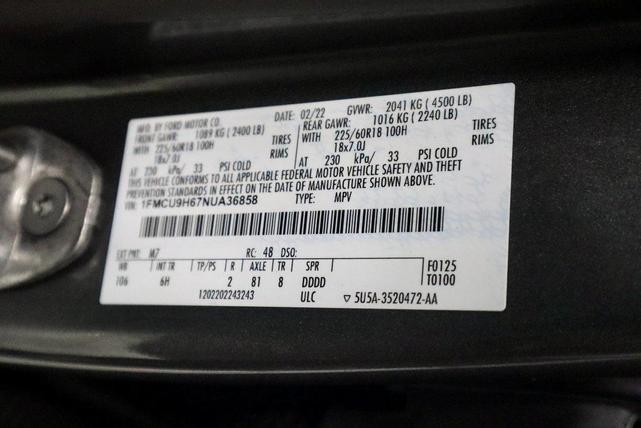 MFD. BY FORD MOTOR CO. DATE: 02/22 GVWR: 2041 KG ( 4500 LB)
FRONT GAWR: 1089 KG ( 2400 LB) REAR GAWR: 1016 KG ( 2240 LB)
WITH 225/60R18 100H TIRES WITH 225/60R18 100H TIRES
18x7.0J RIMS 18x7.0J RIMS
AT 230 kPa/ 33 PSI COLD AT 230 kPa/ 33 PSI COLD
THIS VEHICLE CONFORMS TO ALL APPLICABLE FEDERAL MOTOR VEHICLE SAFETY AND THEFT
PREVENTION STANDARDS IN EFFECT ON THE DATE OF MANUFACTURE SHOWN ABOVE.
VIN: 1FMCU9H67NUA36858 TYPE: MPV
EXT PNT: M7 RC: 48 DSO:
WB INT TR TP/PS R AXLE TR SPR F0125
106 6H 2 81 8 DDDD T0100
1202202243243 ULC ▽ 5U5A-3520472-AA